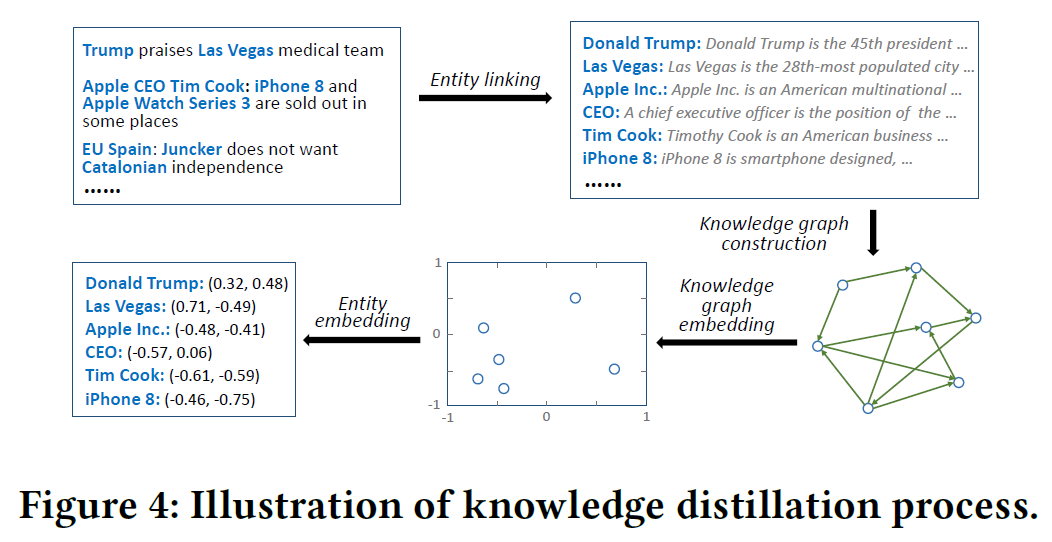 Trump praises Las Vegas medical team
Apple CEO Tim Cook: iPhone 8 and
Apple Watch Series 3 are sold out in
some places
EU Spain: Juncker does not want
Catalonian independence
......
Entity linking
Donald Trump: Donald Trump is the 45th president ...
Las Vegas: Las Vegas is the 28th-most populated city ...
Apple Inc.: Apple Inc. is an American multinational ...
CEO: A chief executive officer is the position of the ...
Tim Cook: Timothy Cook is an American business ...
iPhone 8: iPhone 8 is smartphone designed, ...
......
Knowledge graph
construction
Knowledge
graph
embedding
1
0
-1
-1
0
1
Entity
embedding
Donald Trump: (0.32, 0.48)
Las Vegas: (0.71, -0.49)
Apple Inc.: (-0.48, -0.41)
CEO: (-0.57, 0.06)
Tim Cook: (-0.61, -0.59)
iPhone 8: (-0.46, -0.75)
Figure 4: Illustration of knowledge distillation process.